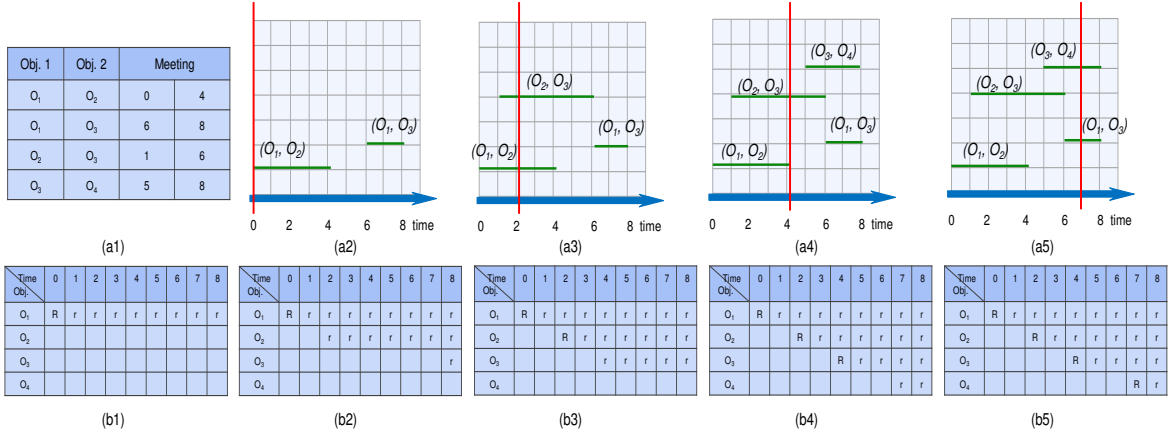 Obj. 1 Obj. 2 Meeting
O₁ O₂ 0 4
O₁ O₃ 6 8
O₂ O₃ 1 6
O₃ O₄ 5 8
(a1)
(O₁, O₃)
(O₁, O₂)
0 2 4 6 8 time
(a2)
(O₂, O₃)
(O₁, O₃)
(O₁, O₂)
0 2 4 6 8 time
(a3)
(O₃, O₄)
(O₂, O₃)
(O₁, O₃)
(O₁, O₂)
0 2 4 6 8 time
(a4)
(O₃, O₄)
(O₂, O₃)
(O₁, O₃)
(O₁, O₂)
0 2 4 6 8 time
(a5)
Time 0 1 2 3 4 5 6 7 8
Obj.
O₁ R r r r r r r r r
O₂
O₃
O₄
(b1)
Time 0 1 2 3 4 5 6 7 8
Obj.
O₁ R r r r r r r r r
O₂ r r r r r r r
O₃ r
O₄
(b2)
Time 0 1 2 3 4 5 6 7 8
Obj.
O₁ R r r r r r r r r
O₂ R r r r r r r
O₃ r r r r r
O₄
(b3)
Time 0 1 2 3 4 5 6 7 8
Obj.
O₁ R r r r r r r r r
O₂ R r r r r r r
O₃ R r r r r
O₄ r r
(b4)
Time 0 1 2 3 4 5 6 7 8
Obj.
O₁ R r r r r r r r r
O₂ R r r r r r r
O₃ R r r r r
O₄ R r
(b5)